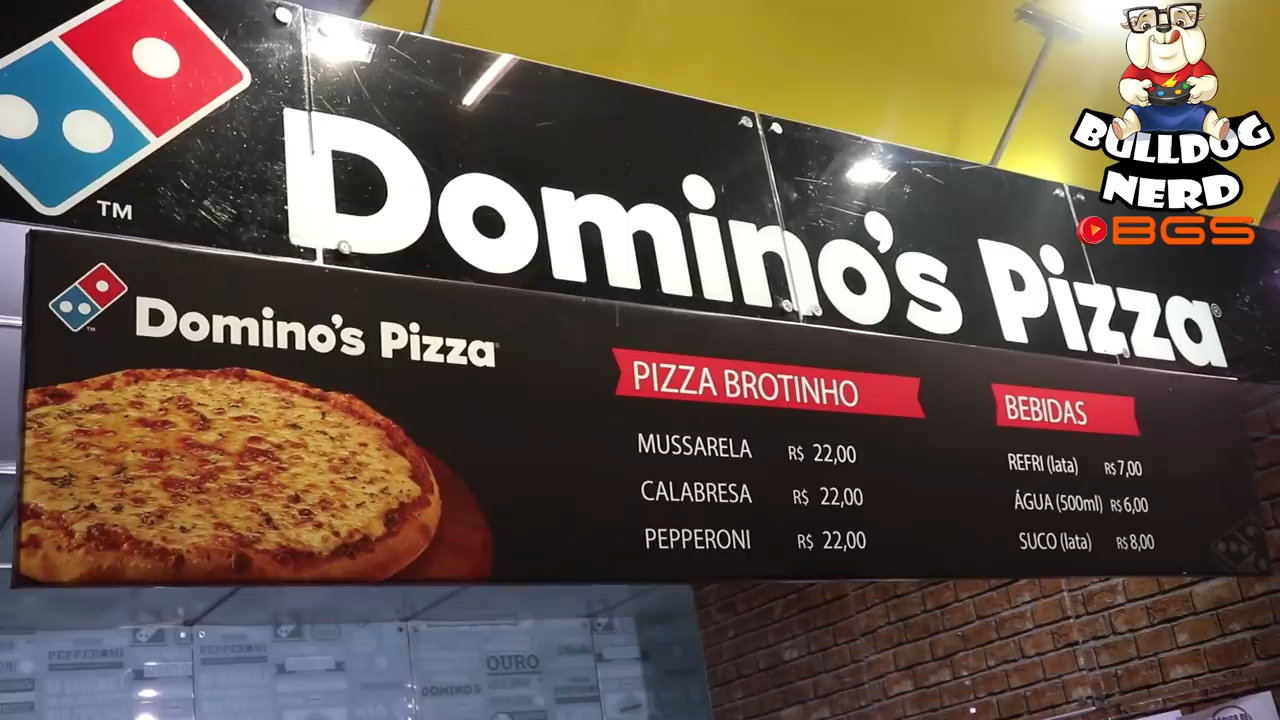 BULLDOG
NERD
BGS
TM
Domino's Pizza®
TM
Domino's Pizza
PIZZA BROTINHO
MUSSARELA R$ 22,00
CALABRESA R$ 22,00
PEPPERONI R$ 22,00
BEBIDAS
REFRI (lata) R$ 7,00
ÁGUA (500ml) R$ 6,00
SUCO (lata) R$ 8,00
PEPPERONI
PEPPERONI
OURO
DOMINO'S